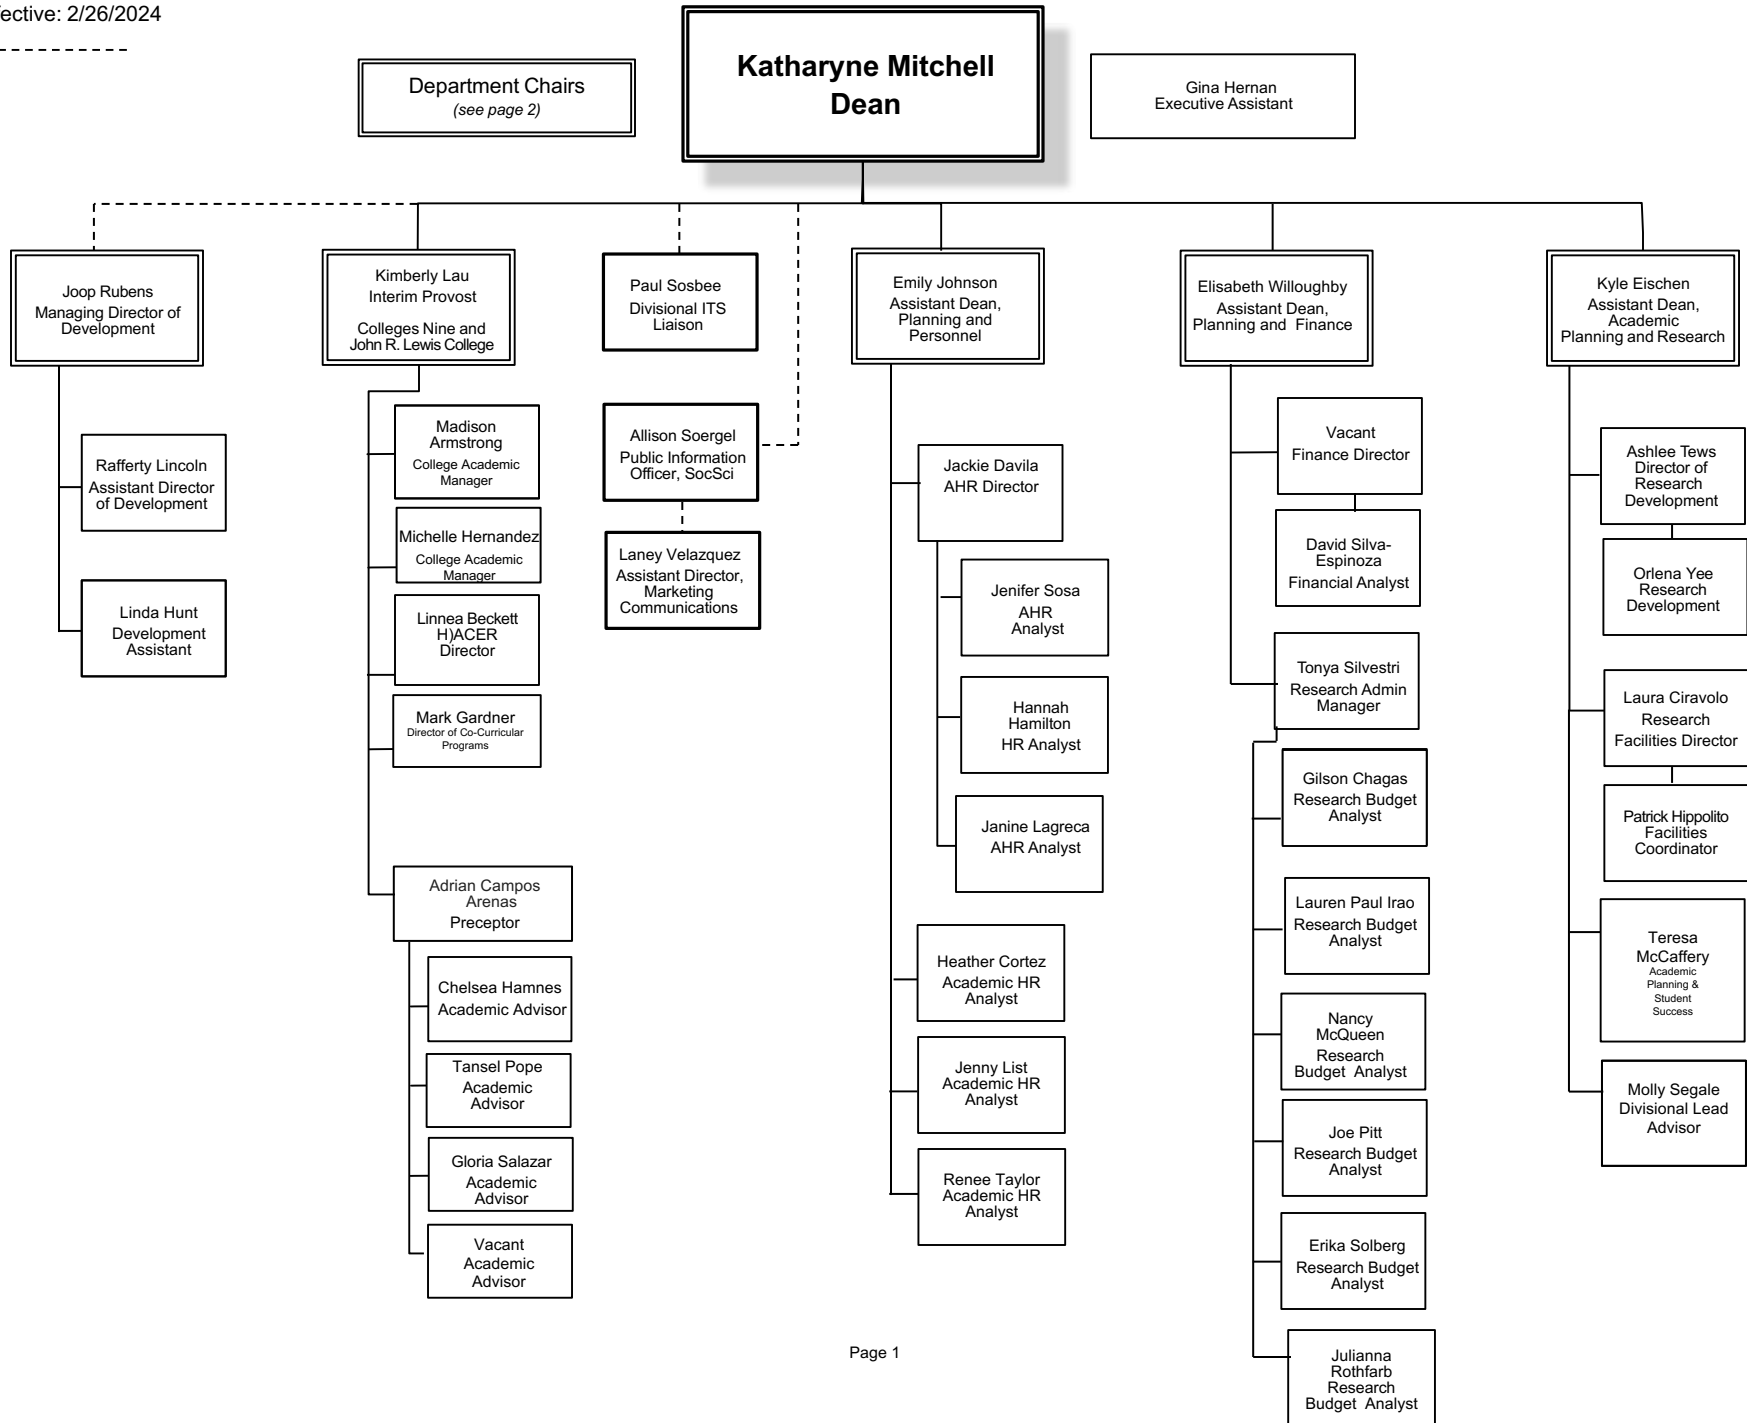 fective: 2/26/2024
Katharyne Mitchell
Dean
Department Chairs
(see page 2)
Gina Hernan
Executive Assistant
Joop Rubens
Managing Director of
Development
Rafferty Lincoln
Assistant Director
of Development
Linda Hunt
Development
Assistant
Kimberly Lau
Interim Provost
Colleges Nine and
John R. Lewis College
Madison
Armstrong
College Academic
Manager
Michelle Hernandez
College Academic
Manager
Linnea Beckett
H)ACER
Director
Mark Gardner
Director of Co-Curricular
Programs
Adrian Campos
Arenas
Preceptor
Chelsea Hamnes
Academic Advisor
Tansel Pope
Academic
Advisor
Gloria Salazar
Academic
Advisor
Vacant
Academic
Advisor
Paul Sosbee
Divisional ITS
Liaison
Allison Soergel
Public Information
Officer, SocSci
Laney Velazquez
Assistant Director,
Marketing
Communications
Emily Johnson
Assistant Dean,
Planning and
Personnel
Jackie Davila
AHR Director
Jenifer Sosa
AHR
Analyst
Hannah
Hamilton
HR Analyst
Janine Lagreca
AHR Analyst
Heather Cortez
Academic HR
Analyst
Jenny List
Academic HR
Analyst
Renee Taylor
Academic HR
Analyst
Elisabeth Willoughby
Assistant Dean,
Planning and Finance
Vacant
Finance Director
David Silva-
Espinoza
Financial Analyst
Tonya Silvestri
Research Admin
Manager
Gilson Chagas
Research Budget
Analyst
Lauren Paul Irao
Research Budget
Analyst
Nancy
McQueen
Research
Budget Analyst
Joe Pitt
Research Budget
Analyst
Erika Solberg
Research Budget
Analyst
Julianna
Rothfarb
Research
Budget Analyst
Kyle Eischen
Assistant Dean,
Academic
Planning and Research
Ashlee Tews
Director of
Research
Development
Orlena Yee
Research
Development
Laura Ciravolo
Research
Facilities Director
Patrick Hippolito
Facilities
Coordinator
Teresa
McCaffery
Academic
Planning &
Student
Success
Molly Segale
Divisional Lead
Advisor
Page 1